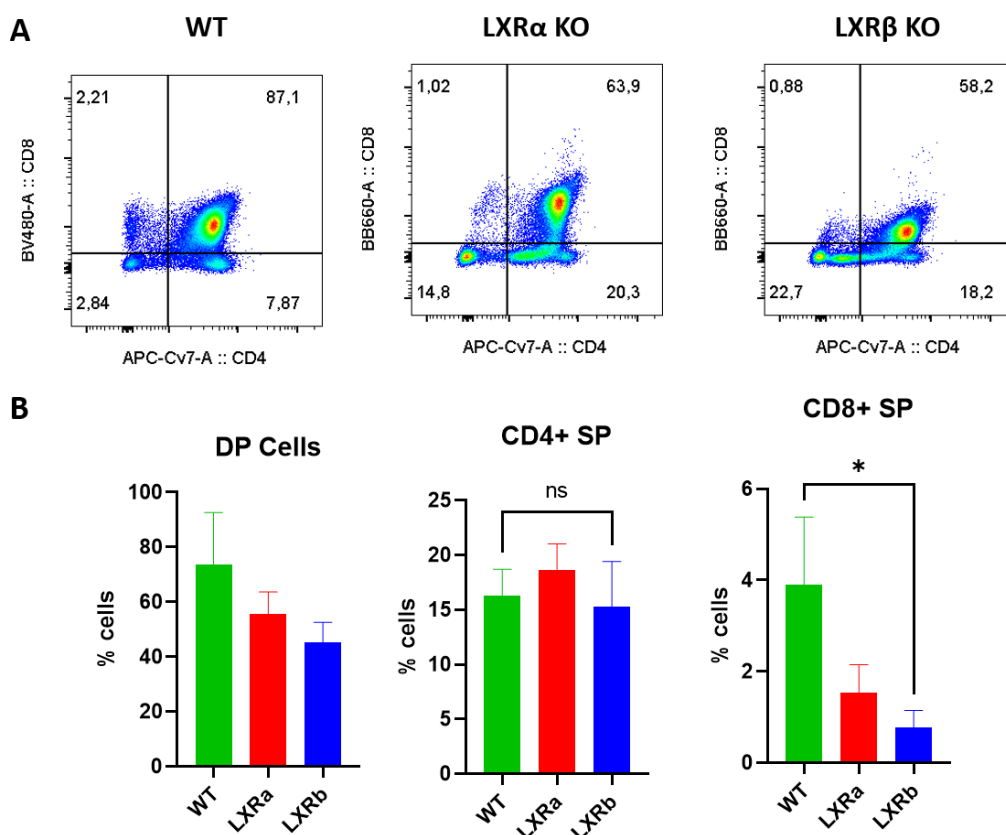 A
WT
LXRα KO
LXRβ KO
2,21
87,1
2,84
7,87
BV480-A :: CD8
APC-Cy7-A :: CD4
1,02
63,9
14,8
20,3
BB660-A :: CD8
APC-Cy7-A :: CD4
0,88
58,2
22,7
18,2
BB660-A :: CD8
APC-Cy7-A :: CD4
B
DP Cells
% cells
100
80
60
40
20
0
WT
LXRa
LXRb
CD4+ SP
ns
% cells
25
20
15
10
5
0
WT
LXRa
LXRb
CD8+ SP
*
% cells
6
4
2
0
WT
LXRa
LXRb